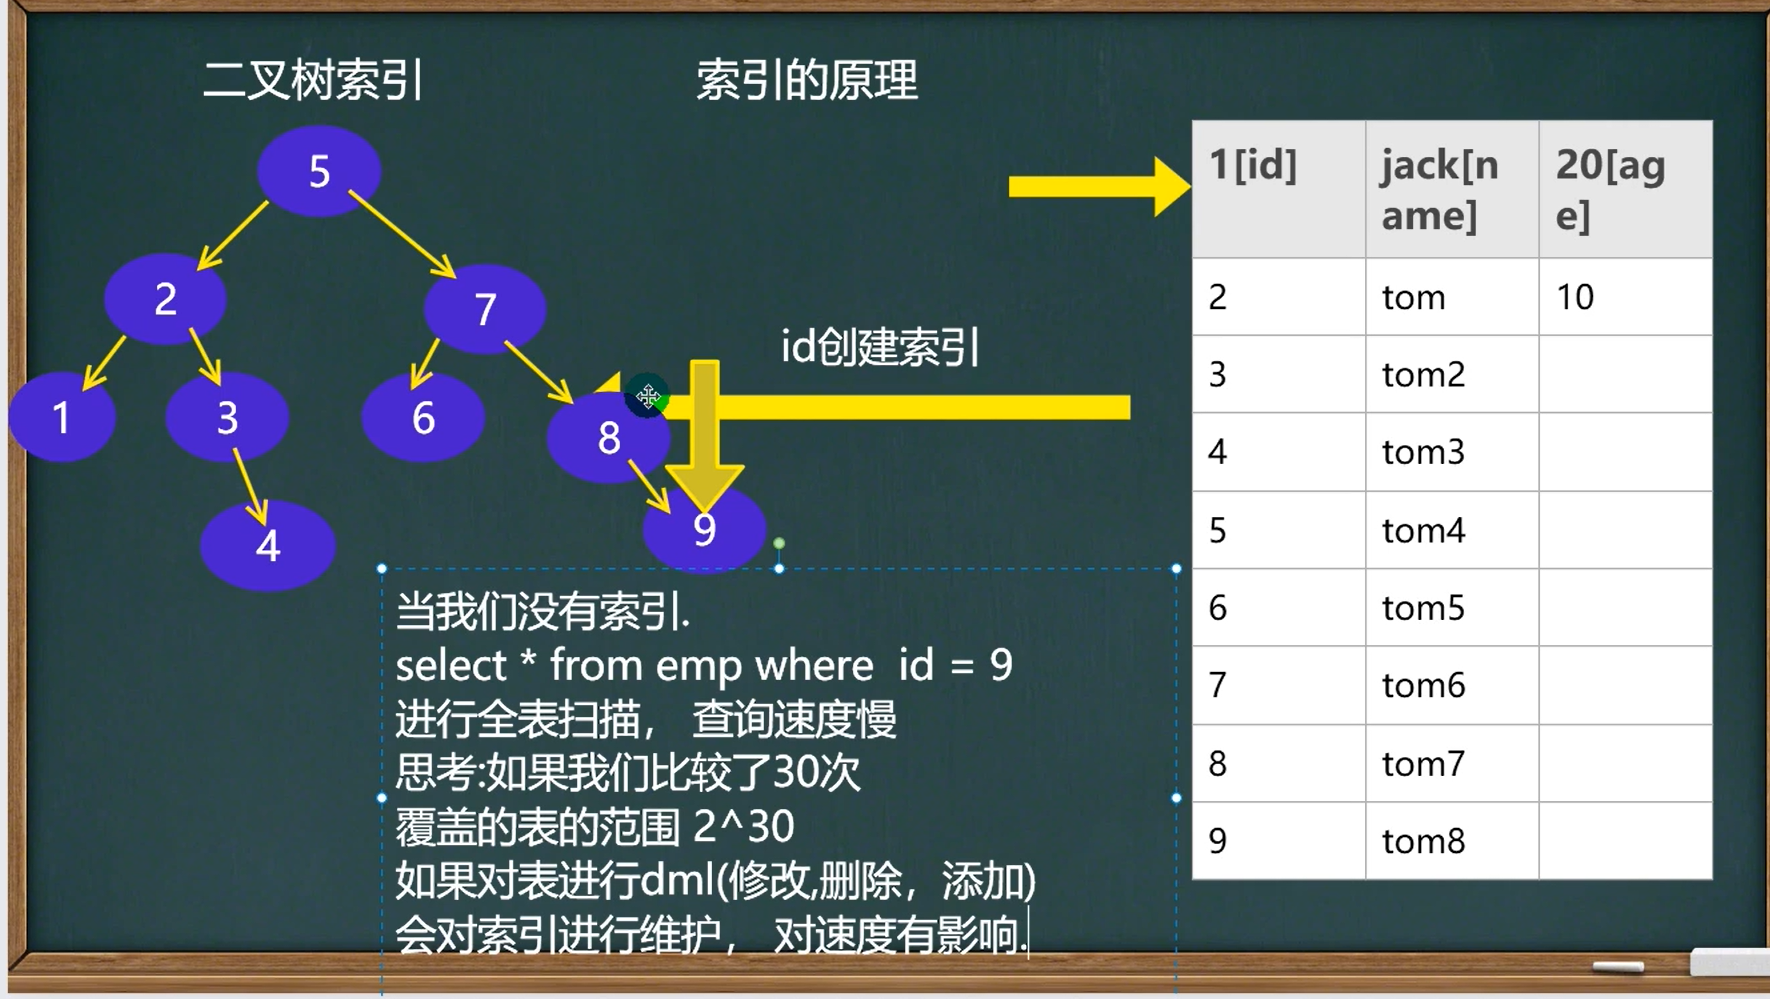 二叉树索引
索引的原理
5
2
7
1
3
6
8
4
9
id创建索引
当我们没有索引.
select * from emp where  id = 9
进行全表扫描， 查询速度慢
思考:如果我们比较了30次
覆盖的表的范围 2^30
如果对表进行dml(修改,删除，添加)
会对索引进行维护， 对速度有影响.
1[id] jack[n 20[ag
ame] e]
2 tom 10
3 tom2
4 tom3
5 tom4
6 tom5
7 tom6
8 tom7
9 tom8